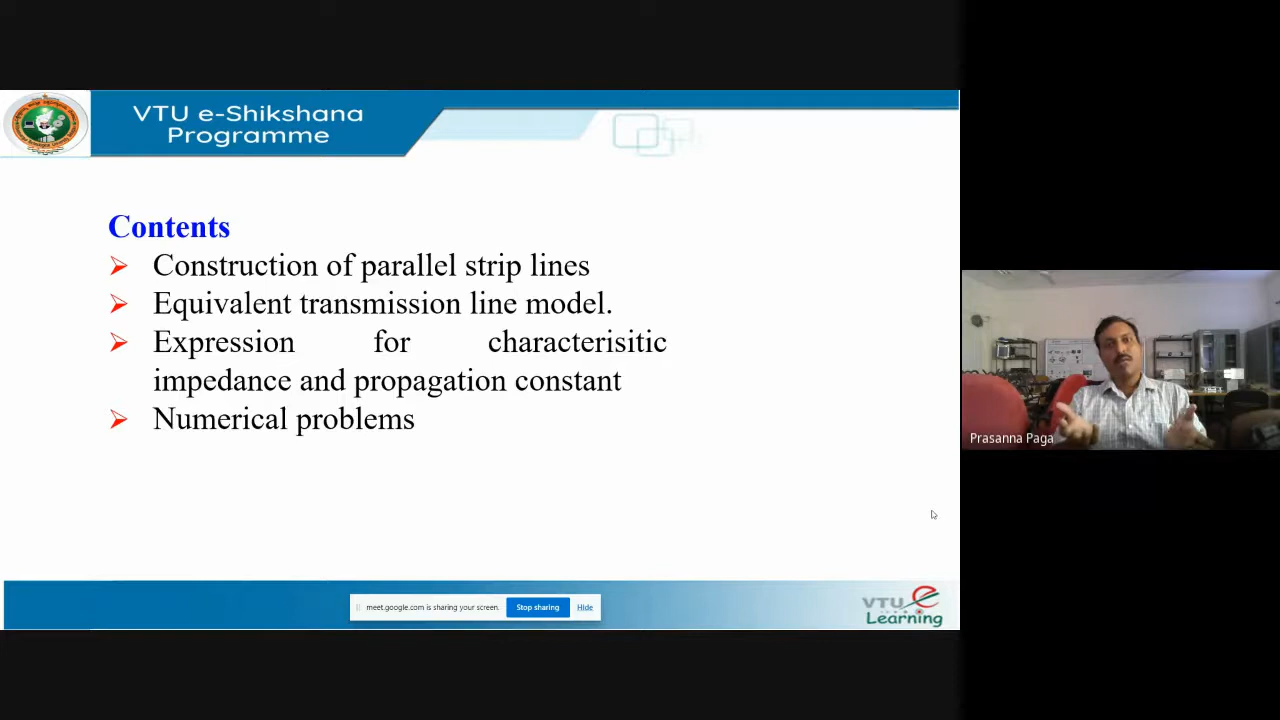 VTU e-Shikshana
Programme
Contents
Construction of parallel strip lines
Equivalent transmission line model.
Expression for characterisitic
impedance and propagation constant
Numerical problems
Prasanna Paga
meet.google.com is sharing your screen.
Stop sharing
Hide
VTU e
Learning